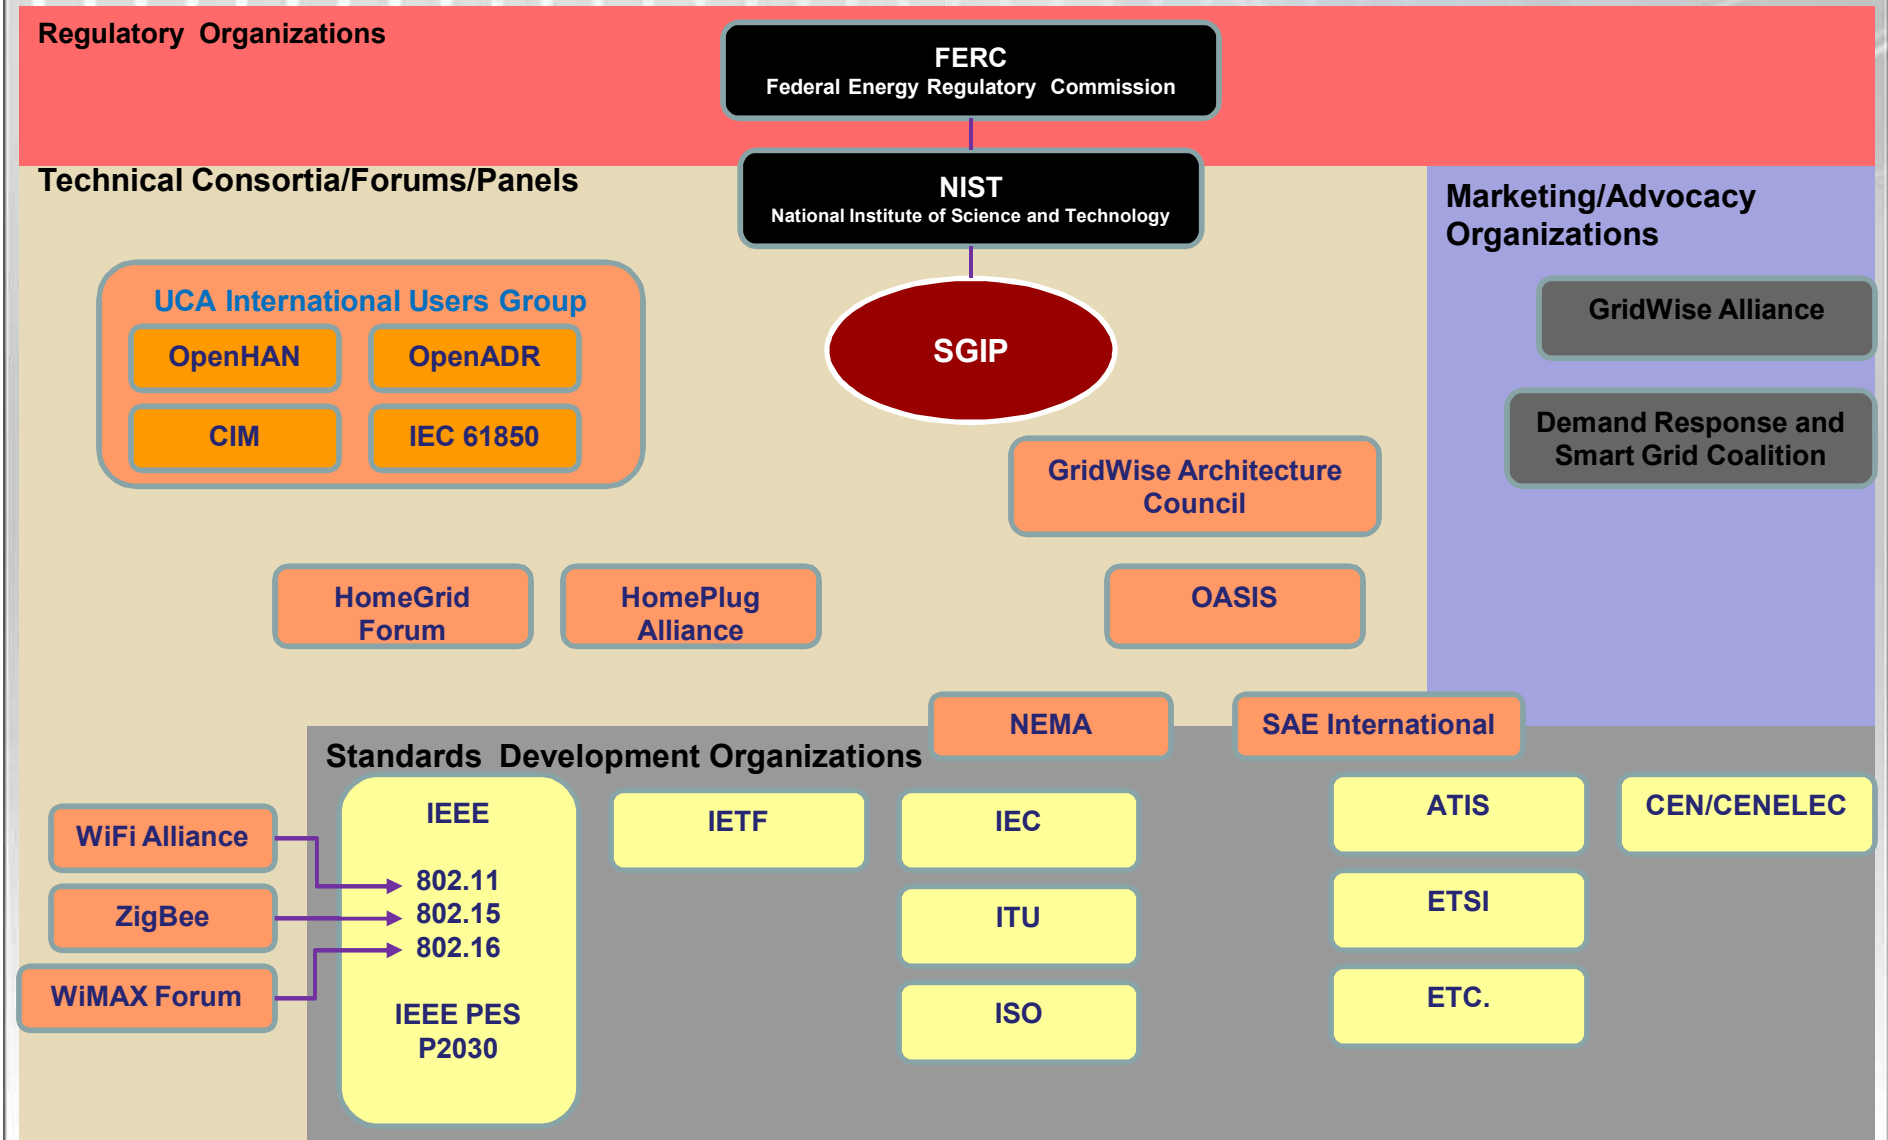 Regulatory Organizations
FERC
Federal Energy Regulatory Commission
Technical Consortia/Forums/Panels
NIST
National Institute of Science and Technology
Marketing/Advocacy
Organizations
UCA International Users Group
OpenHAN
OpenADR
CIM
IEC 61850
SGIP
GridWise Alliance
Demand Response and
Smart Grid Coalition
GridWise Architecture
Council
HomeGrid
Forum
HomePlug
Alliance
OASIS
NEMA
SAE International
Standards Development Organizations
WiFi Alliance
ZigBee
WiMAX Forum
IEEE
802.11
802.15
802.16
IEEE PES
P2030
IETF
IEC
ITU
ISO
ATIS
ETSI
ETC.
CEN/CENELEC